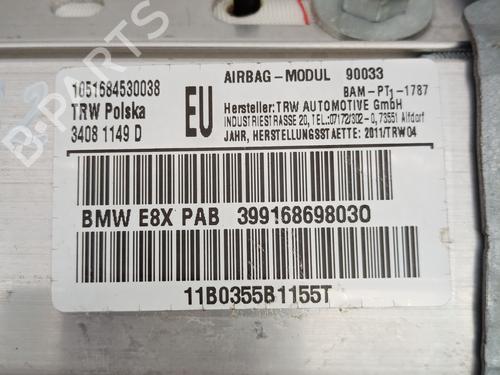 1051684530038
TRW Polska
3408 1149 D
EU
AIRBAG-MODUL 90033
BAM-PT1-1787
Hersteller: TRW AUTOMOTIVE GmbH
INDUSTRIESTRASSE 20, TEL.:07172/302-0, 73551 Alfdorf
JAHR, HERSTELLUNGSSTAETTE: 2011/TRW04
BMW E8X PAB 399168698030
11B0355B1155T
B-PARTS